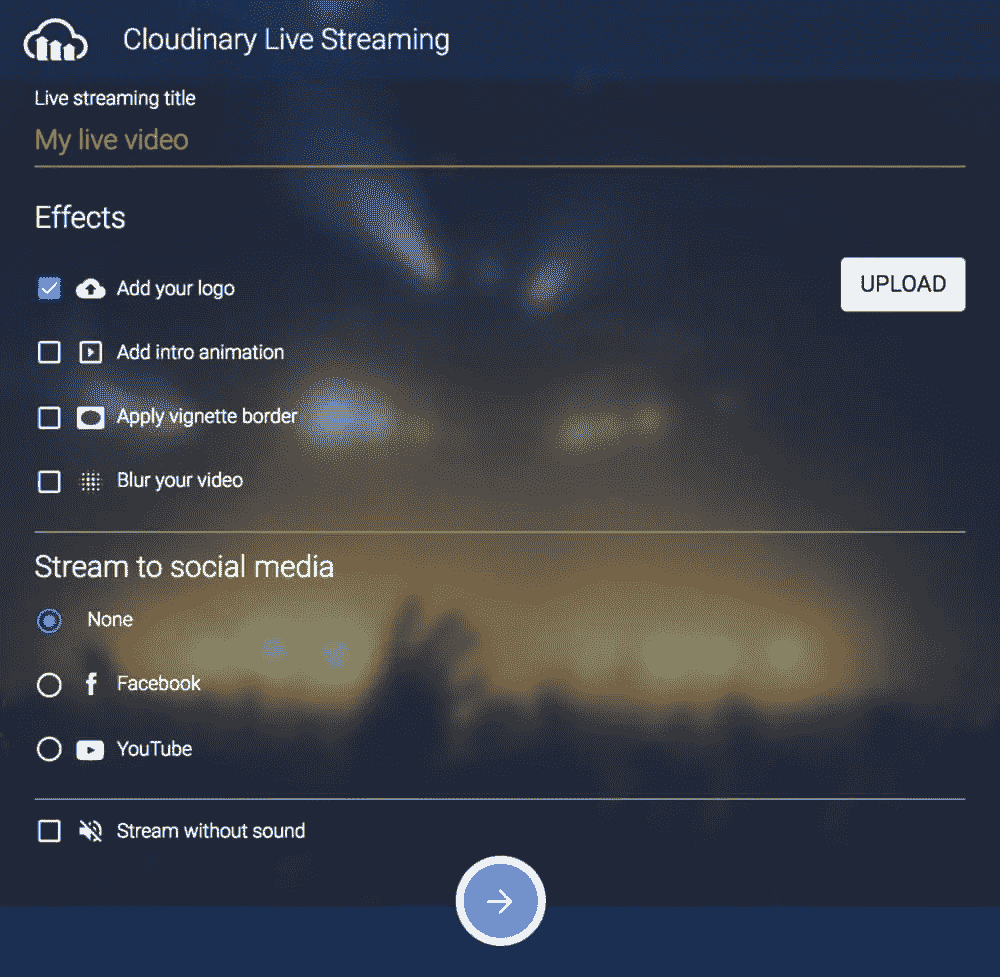 Cloudinary Live Streaming
Live streaming title
My live video
Effects
Add your logo
UPLOAD
Add intro animation
Apply vignette border
Blur your video
Stream to social media
None
Facebook
YouTube
Stream without sound